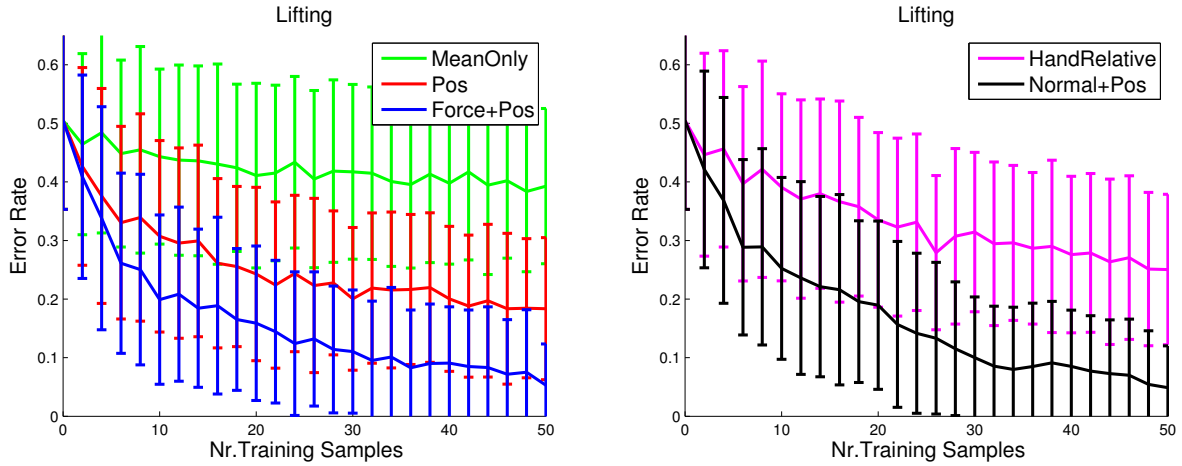 Lifting
Error Rate
0.6
0.5
0.4
0.3
0.2
0.1
0
0 10 20 30 40 50
Nr.Training Samples
MeanOnly
Pos
Force+Pos
Lifting
Error Rate
0.6
0.5
0.4
0.3
0.2
0.1
0
0 10 20 30 40 50
Nr.Training Samples
HandRelative
Normal+Pos